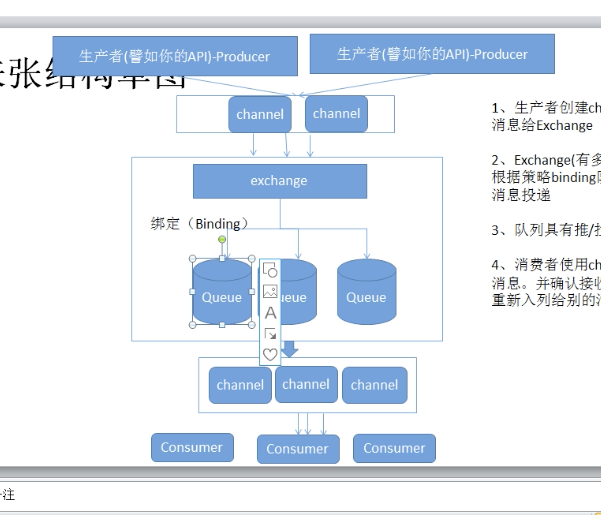 张结构草图
生产者(譬如你的API)-Producer
生产者(譬如你的API)-Producer
channel
channel
exchange
绑定（Binding）
Queue
Queue
channel
channel
channel
Consumer
Consumer
Consumer
1、生产者创建ch
消息给Exchange
2、Exchange(有多
根据策略binding
消息投递
3、队列具有推/
4、消费者使用ch
消息。并确认接收
重新入列给别的
注